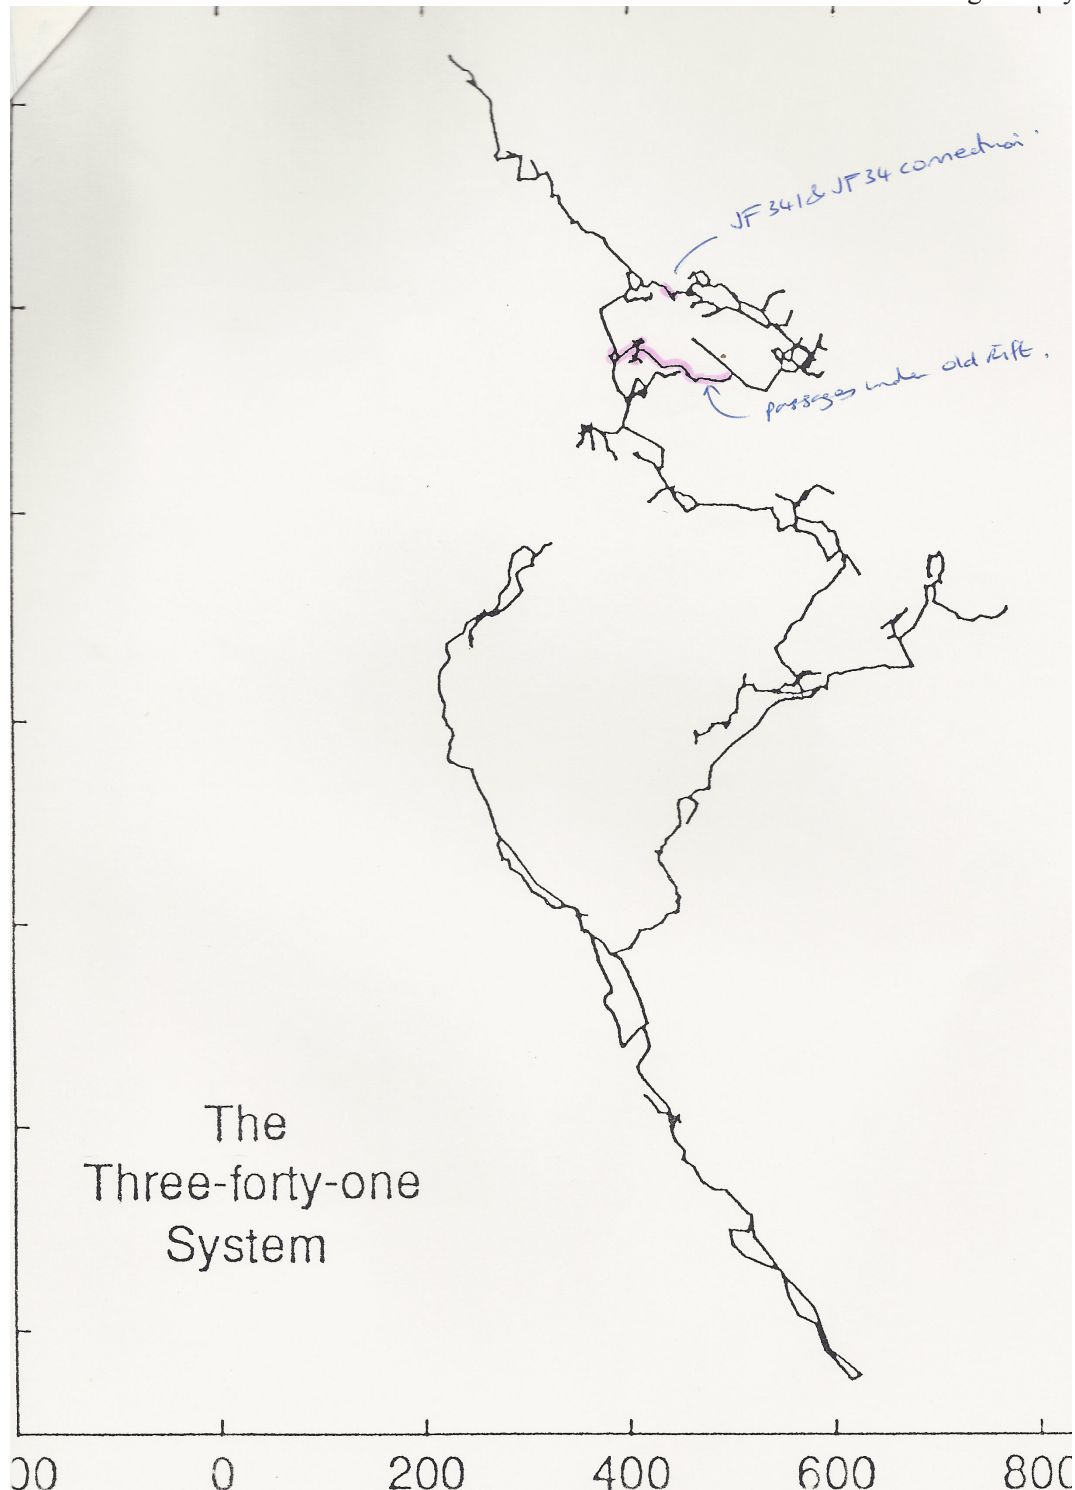 JF341 & JF34 connection.
passages under old Rift.
The
Three-forty-one
System
00 0 200 400 600 800